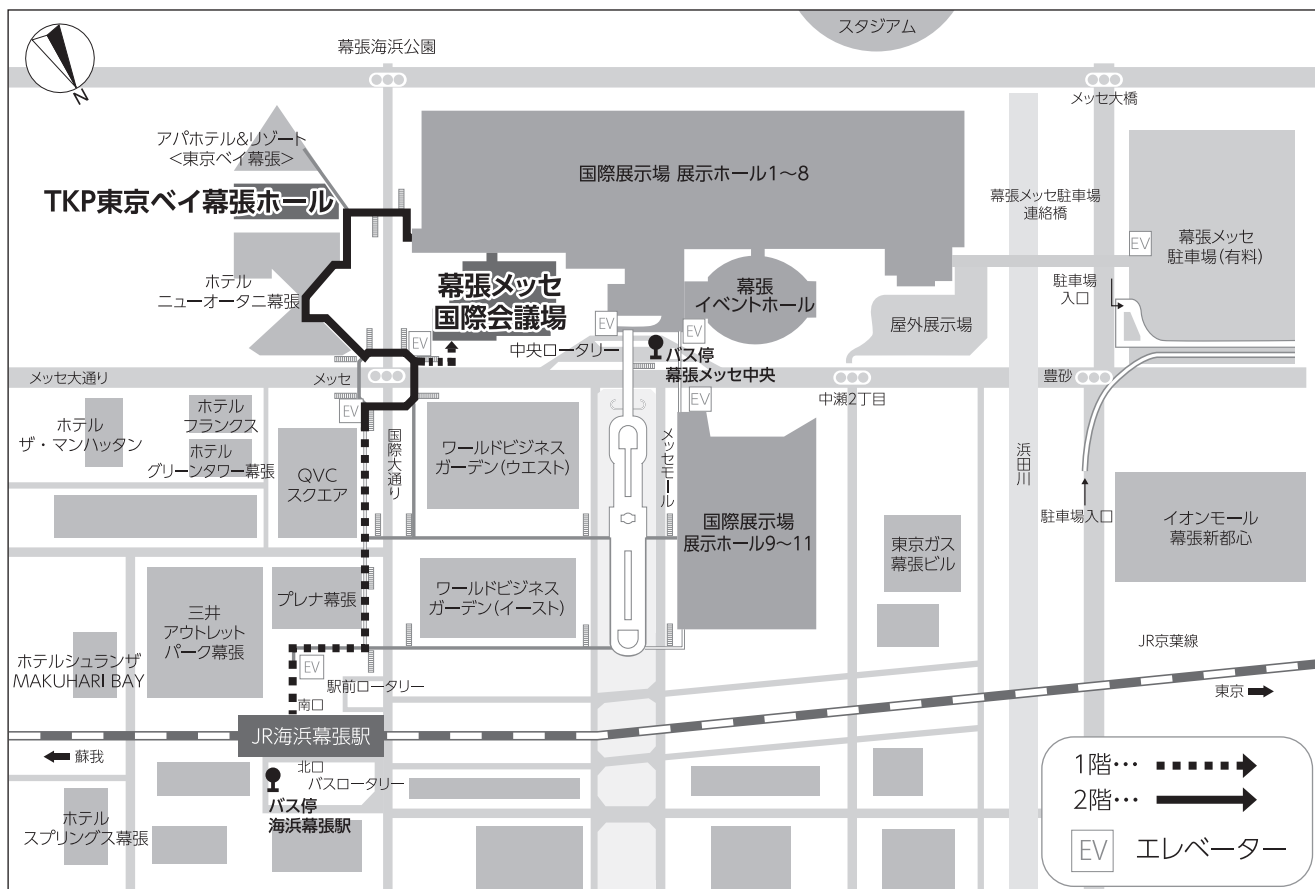 スタジアム
幕張海浜公園
N
メッセ大橋
アパホテル&リゾート
<東京ベイ幕張>
国際展示場 展示ホール1~8
TKP東京ベイ幕張ホール
幕張メッセ駐車場
連絡橋
EV
幕張メッセ
駐車場(有料)
ホテル
ニューオータニ幕張
幕張メッセ
国際会議場
幕張
イベントホール
駐車場
入口
屋外展示場
EV
EV
EV
中央ロータリー
バス停
幕張メッセ中央
メッセ大通り
メッセ
中瀬2丁目
豊砂
EV
EV
ホテル
ザ・マンハッタン
ホテル
フランクス
ホテル
グリーンタワー幕張
QVC
スクエア
国際大通り
ワールドビジネス
ガーデン(ウエスト)
メッセモール
浜田川
国際展示場
展示ホール9~11
東京ガス
幕張ビル
駐車場入口
イオンモール
幕張新都心
三井
アウトレット
パーク幕張
プレナ幕張
ワールドビジネス
ガーデン(イースト)
JR京葉線
ホテルシュランザ
MAKUHARI BAY
EV
駅前ロータリー
南口
東京
JR海浜幕張駅
蘇我
北口
バスロータリー
バス停
海浜幕張駅
ホテル
スプリングス幕張
1階…
2階…
EV エレベーター